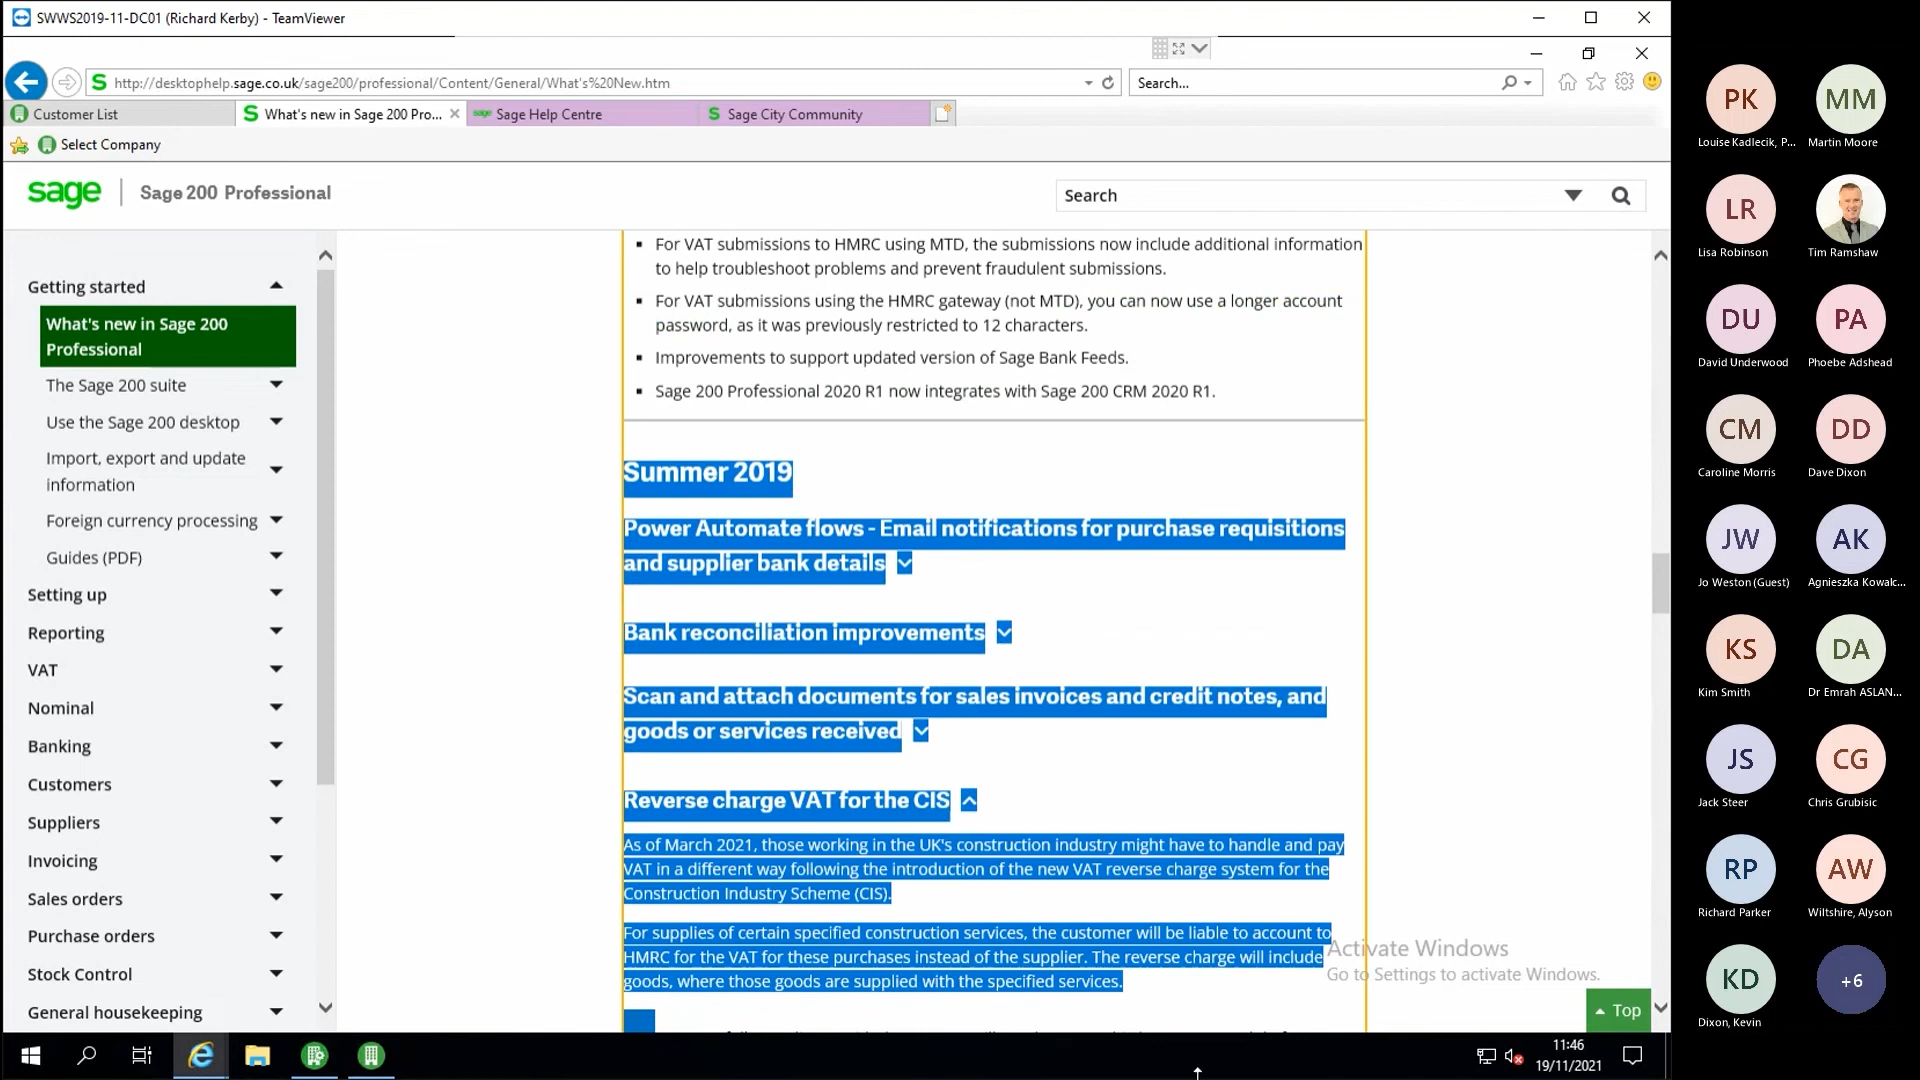 SWWS2019-11-DC01 (Richard Kerby) - TeamViewer
http://desktophelp.sage.co.uk/sage200/professional/Content/General/What's%20New.htm
Search...
Customer List
What's new in Sage 200 Pro...
Sage Help Centre
Sage City Community
Select Company
sage
Sage 200 Professional
Search
Getting started
What's new in Sage 200
Professional
The Sage 200 suite
Use the Sage 200 desktop
Import, export and update
information
Foreign currency processing
Guides (PDF)
Setting up
Reporting
VAT
Nominal
Banking
Customers
Suppliers
Invoicing
Sales orders
Purchase orders
Stock Control
General housekeeping
For VAT submissions to HMRC using MTD, the submissions now include additional information
to help troubleshoot problems and prevent fraudulent submissions.
For VAT submissions using the HMRC gateway (not MTD), you can now use a longer account
password, as it was previously restricted to 12 characters.
Improvements to support updated version of Sage Bank Feeds.
Sage 200 Professional 2020 R1 now integrates with Sage 200 CRM 2020 R1.
Summer 2019
Power Automate flows - Email notifications for purchase requisitions
and supplier bank details
Bank reconciliation improvements
Scan and attach documents for sales invoices and credit notes, and
goods or services received
Reverse charge VAT for the CIS
As of March 2021, those working in the UK's construction industry might have to handle and pay
VAT in a different way following the introduction of the new VAT reverse charge system for the
Construction Industry Scheme (CIS).
For supplies of certain specified construction services, the customer will be liable to account to
HMRC for the VAT for these purchases instead of the supplier. The reverse charge will include
goods, where those goods are supplied with the specified services.
Activate Windows
Go to Settings to activate Windows.
Top
11:46
19/11/2021
PK
Louise Kadlecik, P...
MM
Martin Moore
LR
Lisa Robinson
Tim Ramshaw
DU
David Underwood
PA
Phoebe Adshead
CM
Caroline Morris
DD
Dave Dixon
JW
Jo Weston (Guest)
AK
Agnieszka Kowalc...
KS
Kim Smith
DA
Dr Emrah ASLAN...
JS
Jack Steer
CG
Chris Grubisic
RP
Richard Parker
AW
Wiltshire, Alyson
KD
Dixon, Kevin
+6